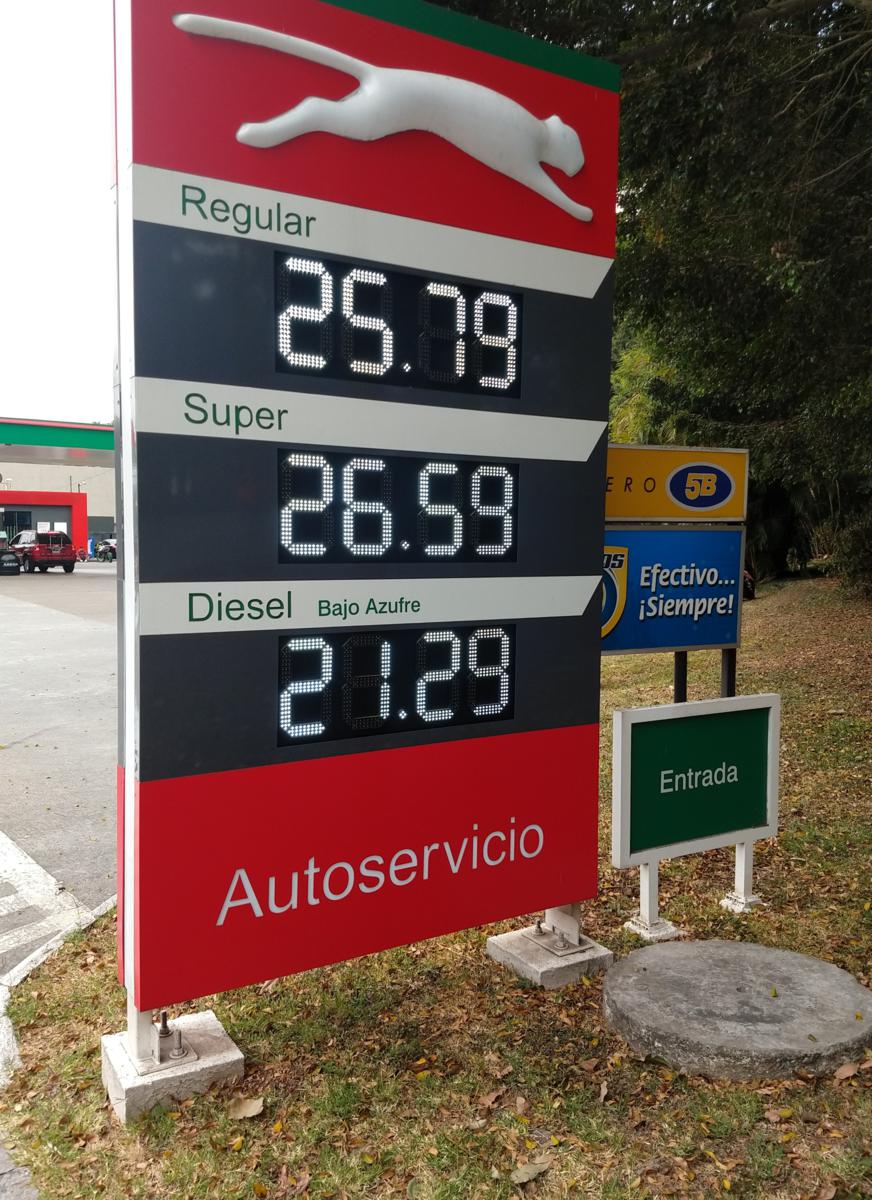 Regular
25.79
Super
26.59
Diesel Bajo Azufre
21.29
Autoservicio
5B
Efectivo...
¡Siempre!
Entrada